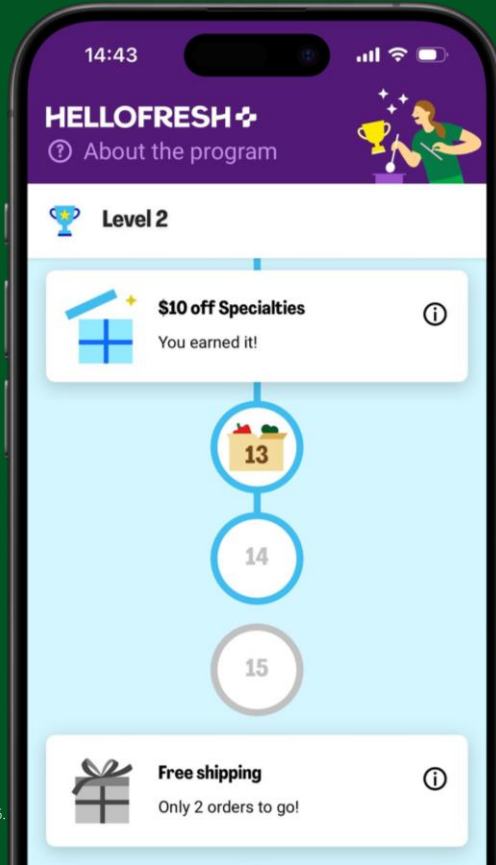 14:43
HELLOFRESH
About the program
Level 2
$10 off Specialties
You earned it!
13
14
15
Free shipping
Only 2 orders to go!